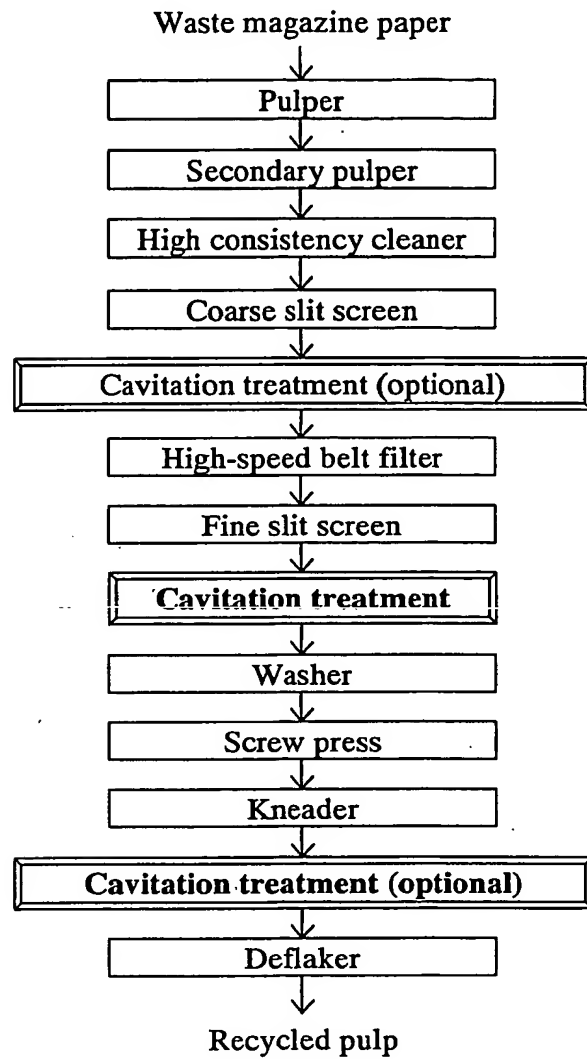 Waste magazine paper
Pulper
Secondary pulper
High consistency cleaner
Coarse slit screen
Cavitation treatment (optional)
High-speed belt filter
Fine slit screen
Cavitation treatment
Washer
Screw press
Kneader
Cavitation treatment (optional)
Deflaker
Recycled pulp